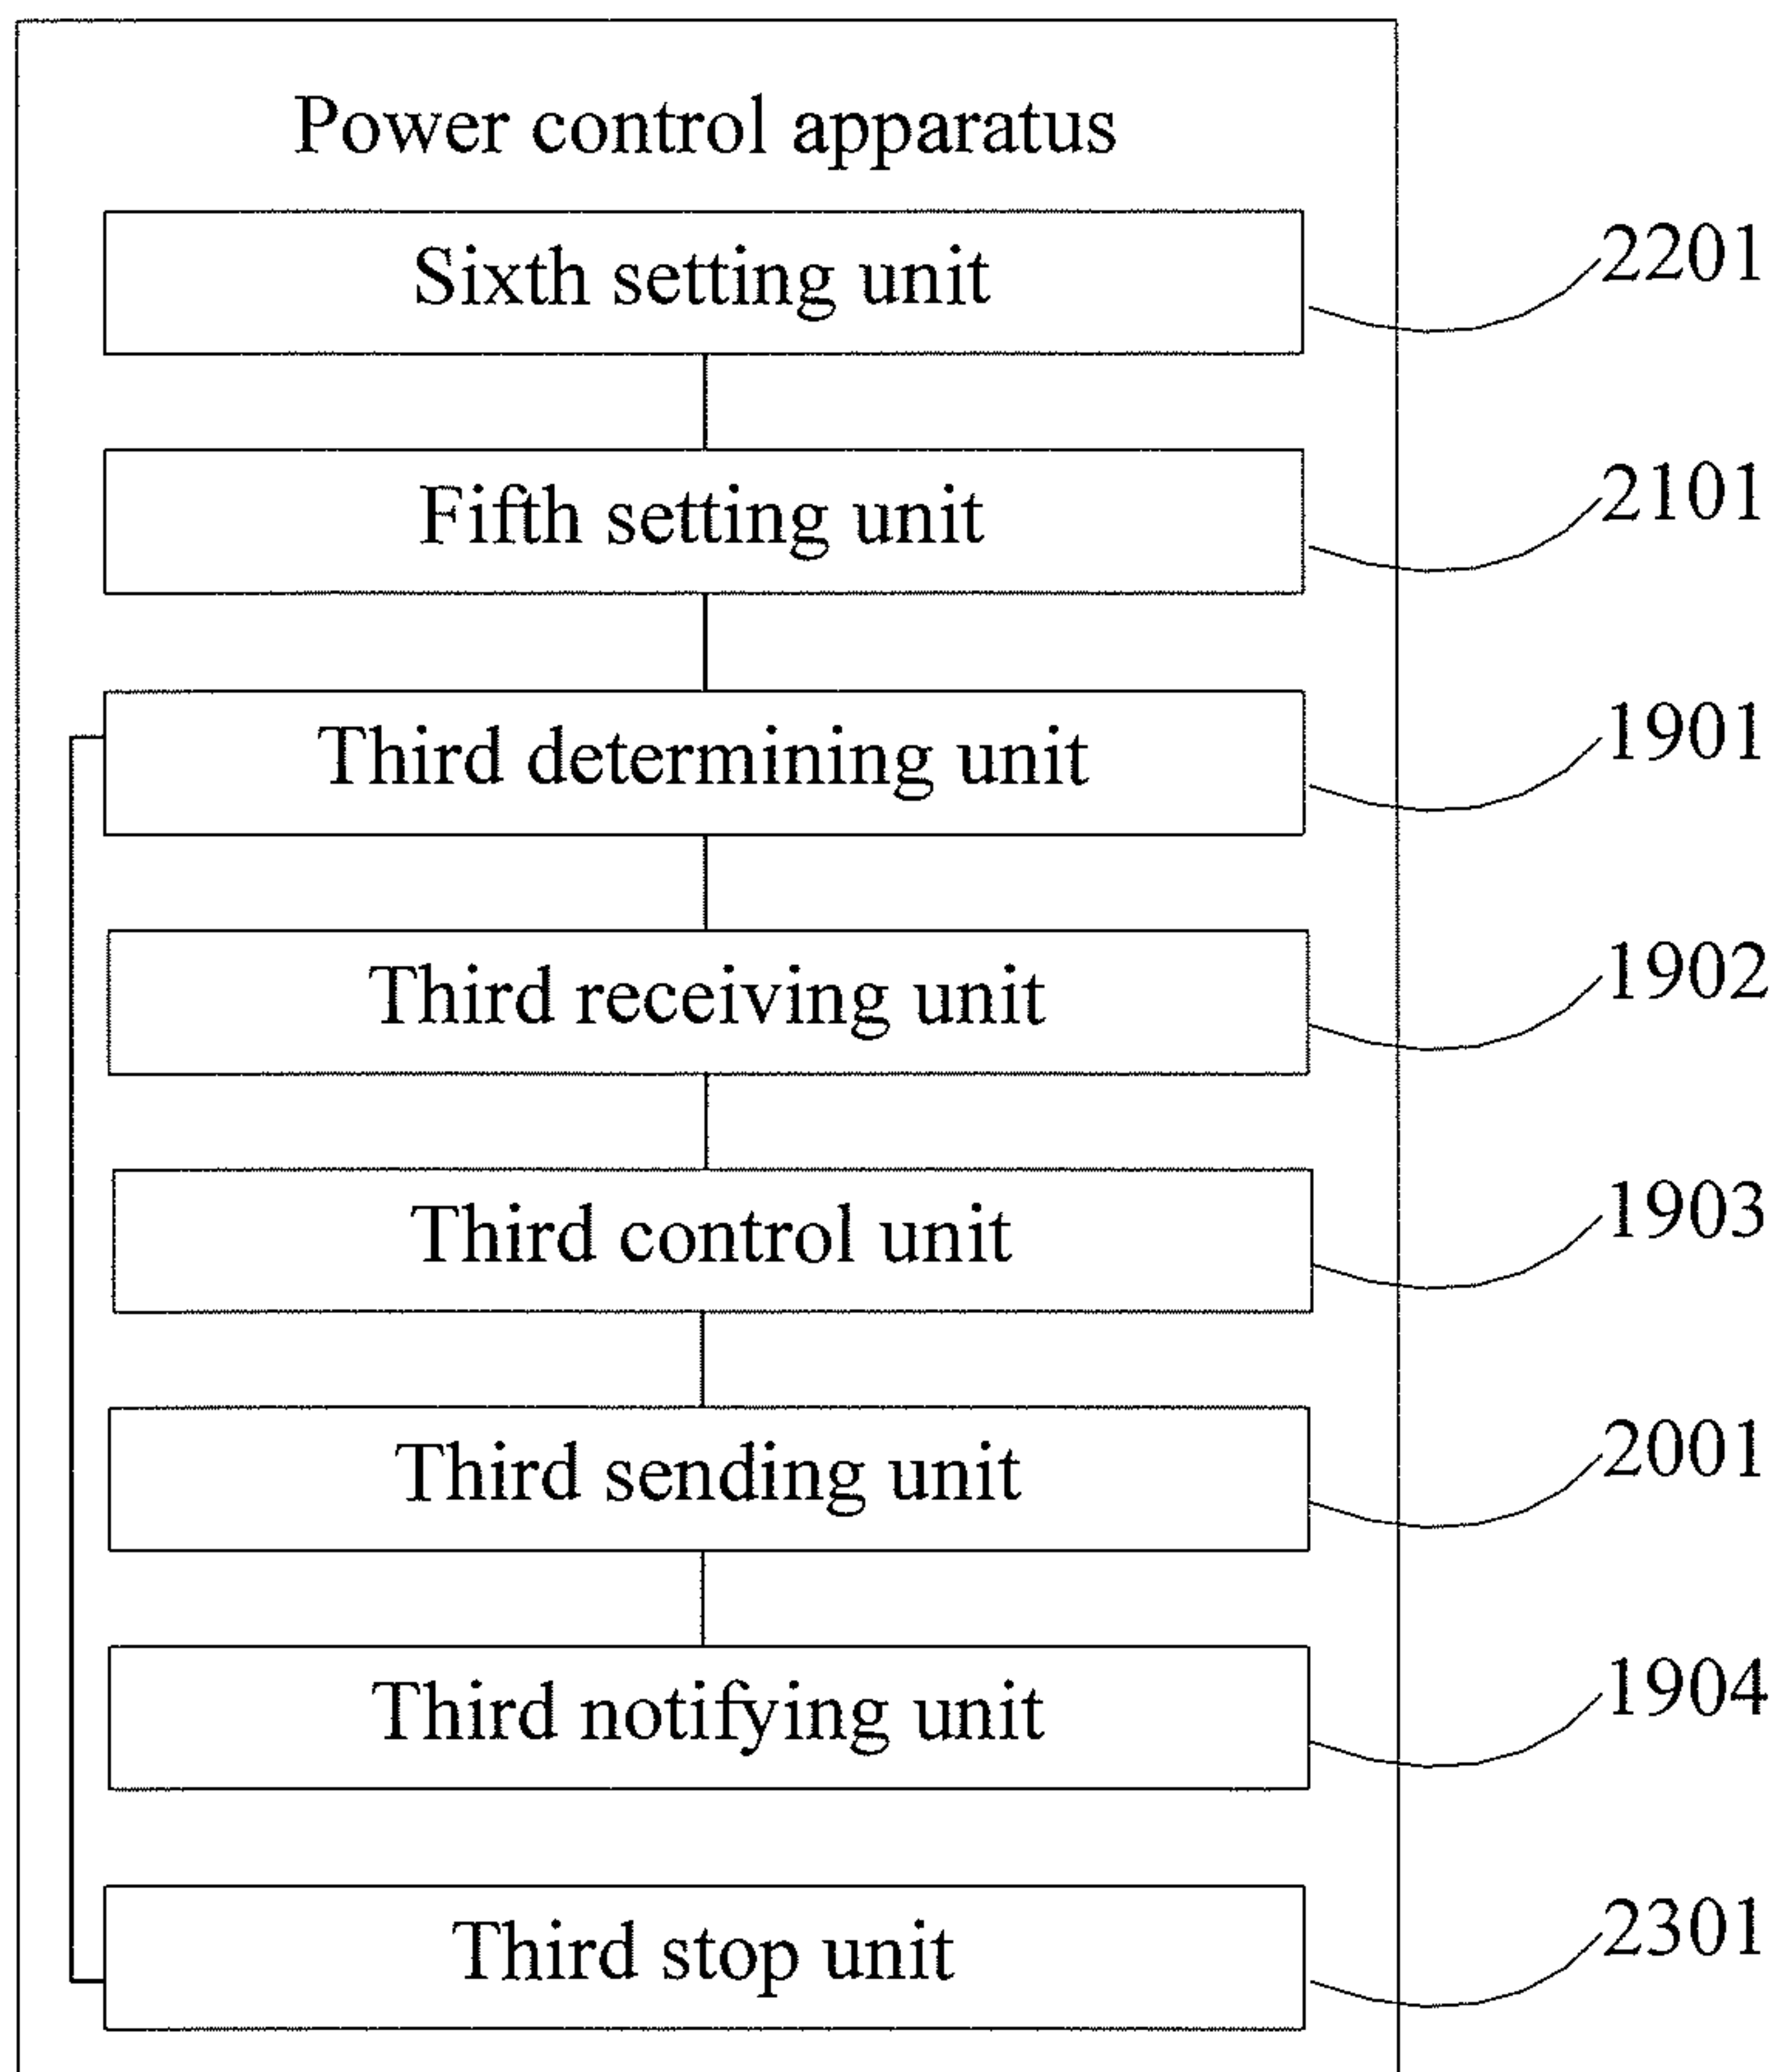 Power control apparatus
Sixth setting unit
2201
Fifth setting unit
2101
Third determining unit
1901
Third receiving unit
1902
Third control unit
1903
Third sending unit
2001
Third notifying unit
1904
Third stop unit
2301